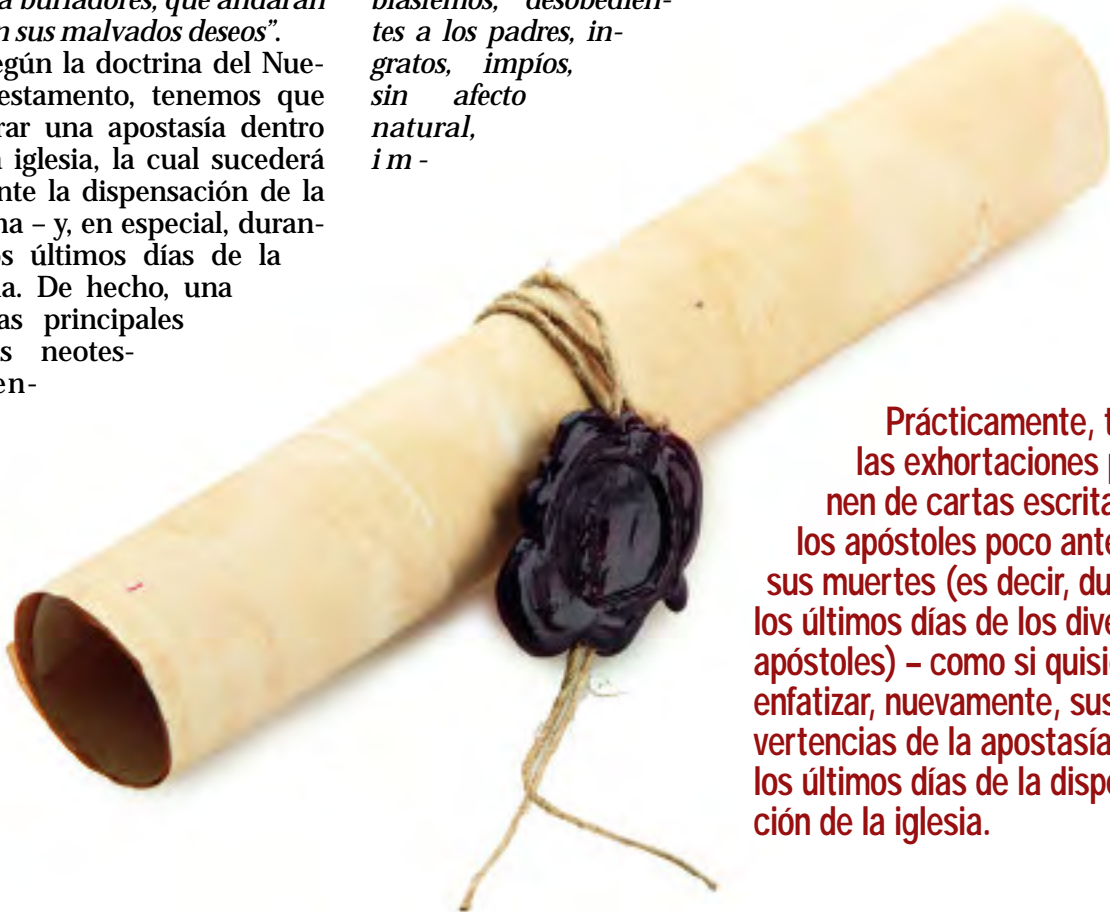 a burladores, que andarán
n sus malvados deseos”.
egún la doctrina del Nue-
estamento, tenemos que
rar una apostasía dentro
iglesia, la cual sucederá
nte la dispensación de la
na – y, en especial, duran-
s últimos días de la
a. De hecho, una
as principales
s neotes-
en-
blasfemos, desobedien-
tes a los padres, in-
gratos, impíos,
sin afecto
natural,
im-
Prácticamente, t
las exhortaciones p
nen de cartas escrita
los apóstoles poco ante
sus muertes (es decir, du
los últimos días de los dive
apóstoles) – como si quisie
enfatizar, nuevamente, sus
vertencias de la apostasía
los últimos días de la dispe
ción de la iglesia.